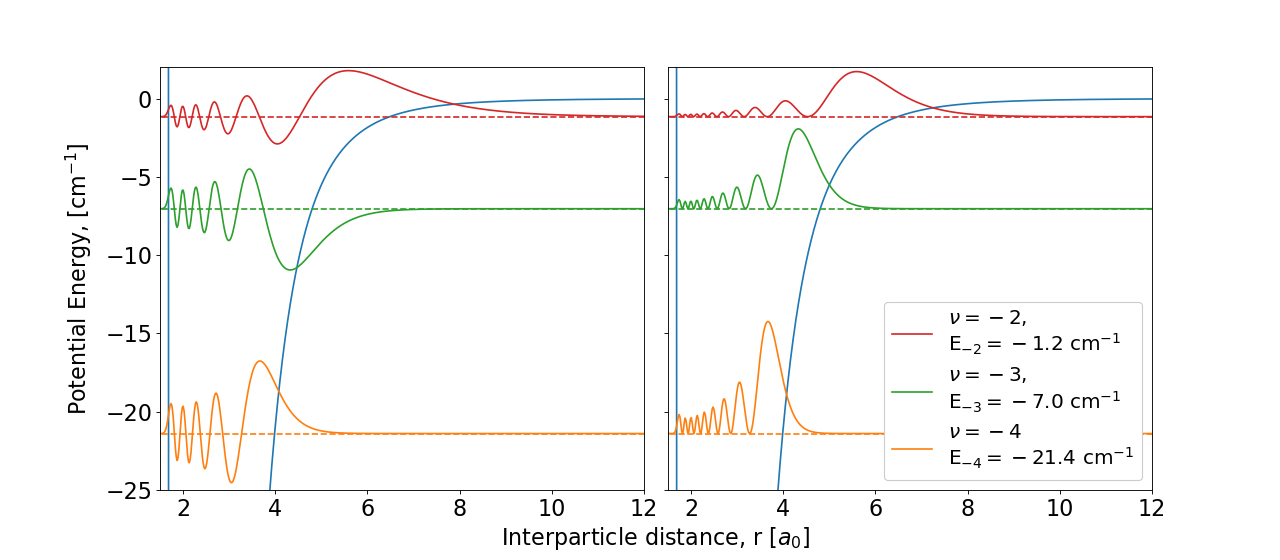 Potential Energy, [cm⁻¹]
0
−5
−10
−15
−20
−25
2 4 6 8 10 12
2 4 6 8 10 12
Interparticle distance, r [a₀]
ν = − 2,
E₋₂ = − 1.2 cm⁻¹
ν = − 3,
E₋₃ = − 7.0 cm⁻¹
ν = − 4
E₋₄ = − 21.4 cm⁻¹